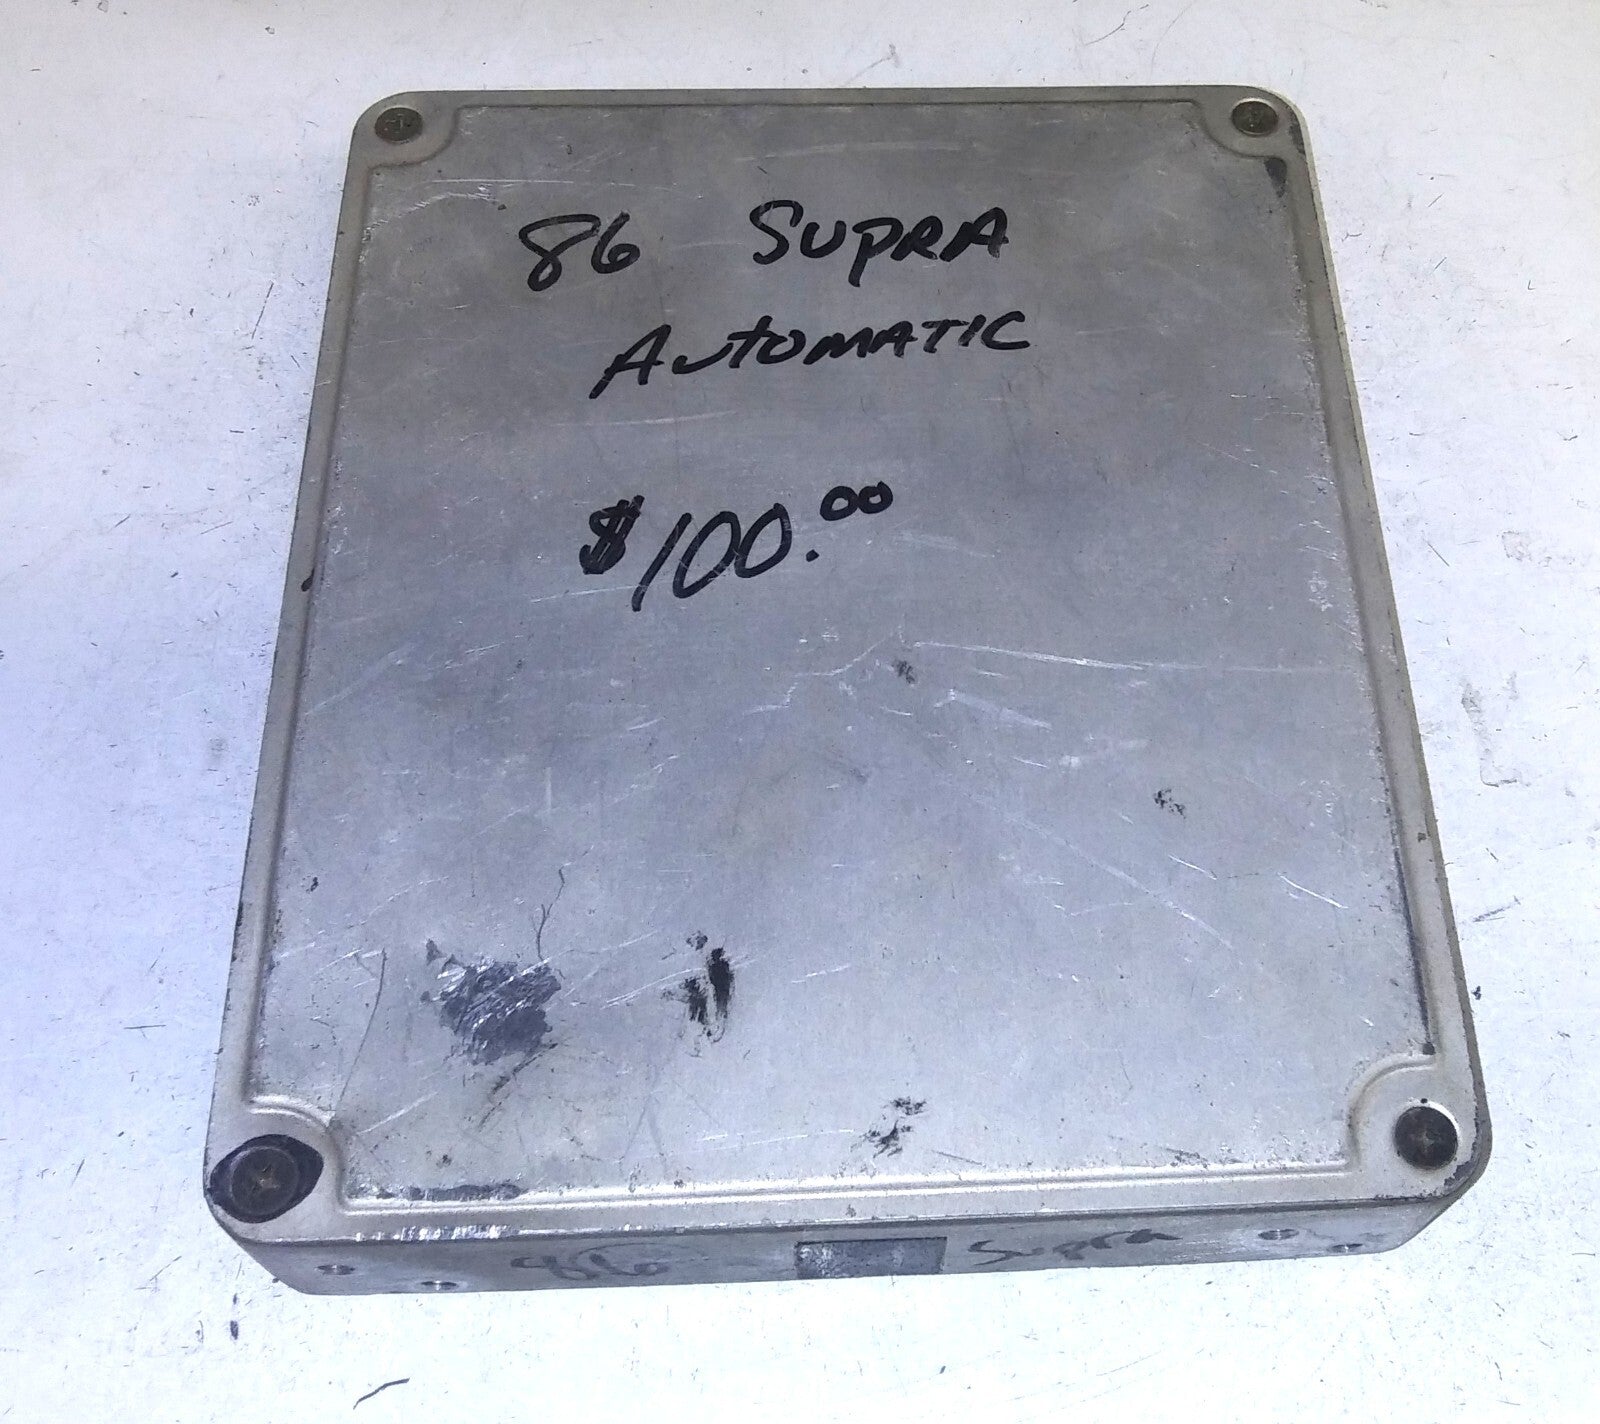 86 SUPRA
AUTOMATIC
$100.00
86 Supra